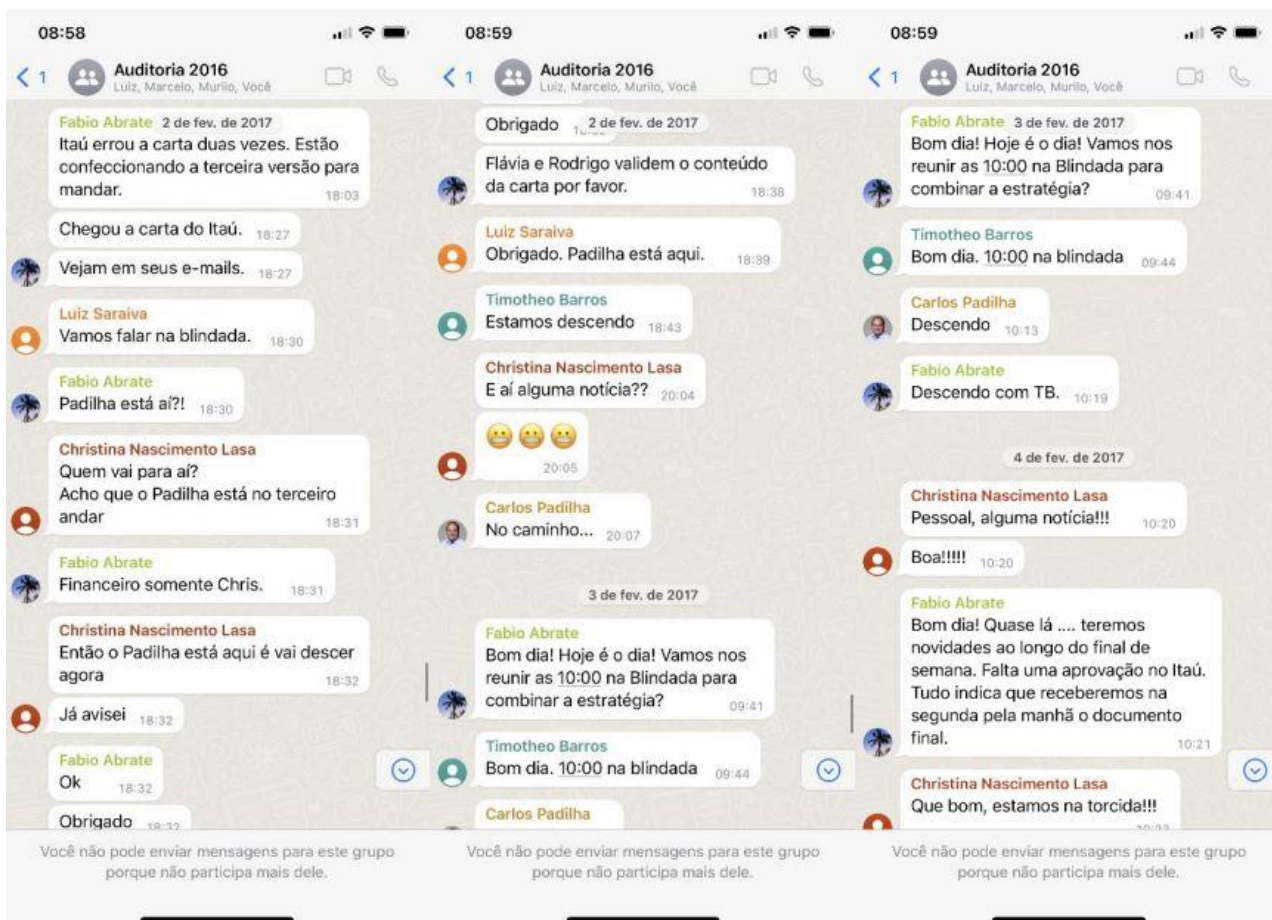 08:58
1
Auditoria 2016
Luiz, Marcelo, Murilo, Você
Fabio Abrate 2 de fev. de 2017
Itaú errou a carta duas vezes. Estão
confeccionando a terceira versão para
mandar.
18:03
Chegou a carta do Itaú. 18:27
Vejam em seus e-mails. 18:27
Luiz Saraiva
Vamos falar na blindada. 18:30
Fabio Abrate
Padilha está aí?! 18:30
Christina Nascimento Lasa
Quem vai para aí?
Acho que o Padilha está no terceiro
andar
18:31
Fabio Abrate
Financeiro somente Chris. 18:31
Christina Nascimento Lasa
Então o Padilha está aqui é vai descer
agora
18:32
Já avisei 18:32
Fabio Abrate
Ok 18:32
Obrigado 18:32
Você não pode enviar mensagens para este grupo
porque não participa mais dele.
08:59
1
Auditoria 2016
Luiz, Marcelo, Murilo, Você
Obrigado 2 de fev. de 2017
Flávia e Rodrigo validem o conteúdo
da carta por favor.
18:38
Luiz Saraiva
Obrigado. Padilha está aqui. 18:39
Timotheo Barros
Estamos descendo 18:43
Christina Nascimento Lasa
E aí alguma notícia?? 20:04
20:05
Carlos Padilha
No caminho... 20:07
3 de fev. de 2017
Fabio Abrate
Bom dia! Hoje é o dia! Vamos nos
reunir as 10:00 na Blindada para
combinar a estratégia?
09:41
Timotheo Barros
Bom dia. 10:00 na blindada 09:44
Carlos Padilha
Você não pode enviar mensagens para este grupo
porque não participa mais dele.
08:59
1
Auditoria 2016
Luiz, Marcelo, Murilo, Você
Fabio Abrate 3 de fev. de 2017
Bom dia! Hoje é o dia! Vamos nos
reunir as 10:00 na Blindada para
combinar a estratégia?
09:41
Timotheo Barros
Bom dia. 10:00 na blindada 09:44
Carlos Padilha
Descendo 10:13
Fabio Abrate
Descendo com TB. 10:19
4 de fev. de 2017
Christina Nascimento Lasa
Pessoal, alguma notícia!!! 10:20
Boa!!!!! 10:20
Fabio Abrate
Bom dia! Quase lá .... teremos
novidades ao longo do final de
semana. Falta uma aprovação no Itaú.
Tudo indica que receberemos na
segunda pela manhã o documento
final.
10:21
Christina Nascimento Lasa
Que bom, estamos na torcida!!!
Você não pode enviar mensagens para este grupo
porque não participa mais dele.